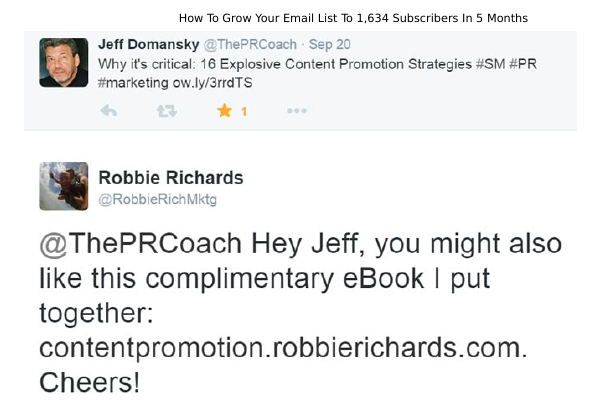 How To Grow Your Email List To 1,634 Subscribers In 5 Months
Jeff Domansky @ThePRCoach · Sep 20
Why it's critical: 16 Explosive Content Promotion Strategies #SM #PR
#marketing ow.ly/3rrdTS
1
Robbie Richards
@RobbieRichMktg
@ThePRCoach Hey Jeff, you might also
like this complimentary eBook I put
together:
contentpromotion.robbierichards.com.
Cheers!